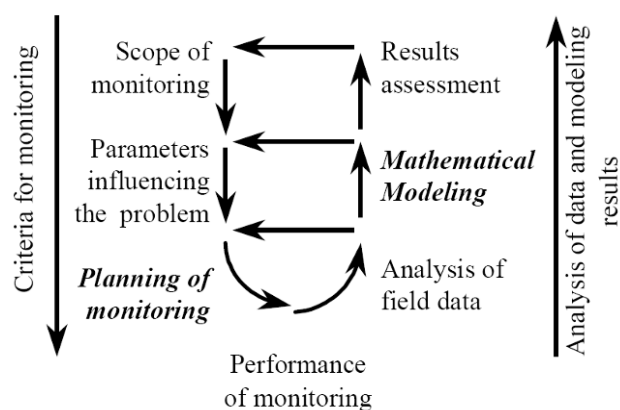 Criteria for monitoring
Scope of
monitoring
Parameters
influencing
the problem
Planning of
monitoring
Performance
of monitoring
Results
assessment
Mathematical
Modeling
Analysis of
field data
Analysis of data and modeling
results